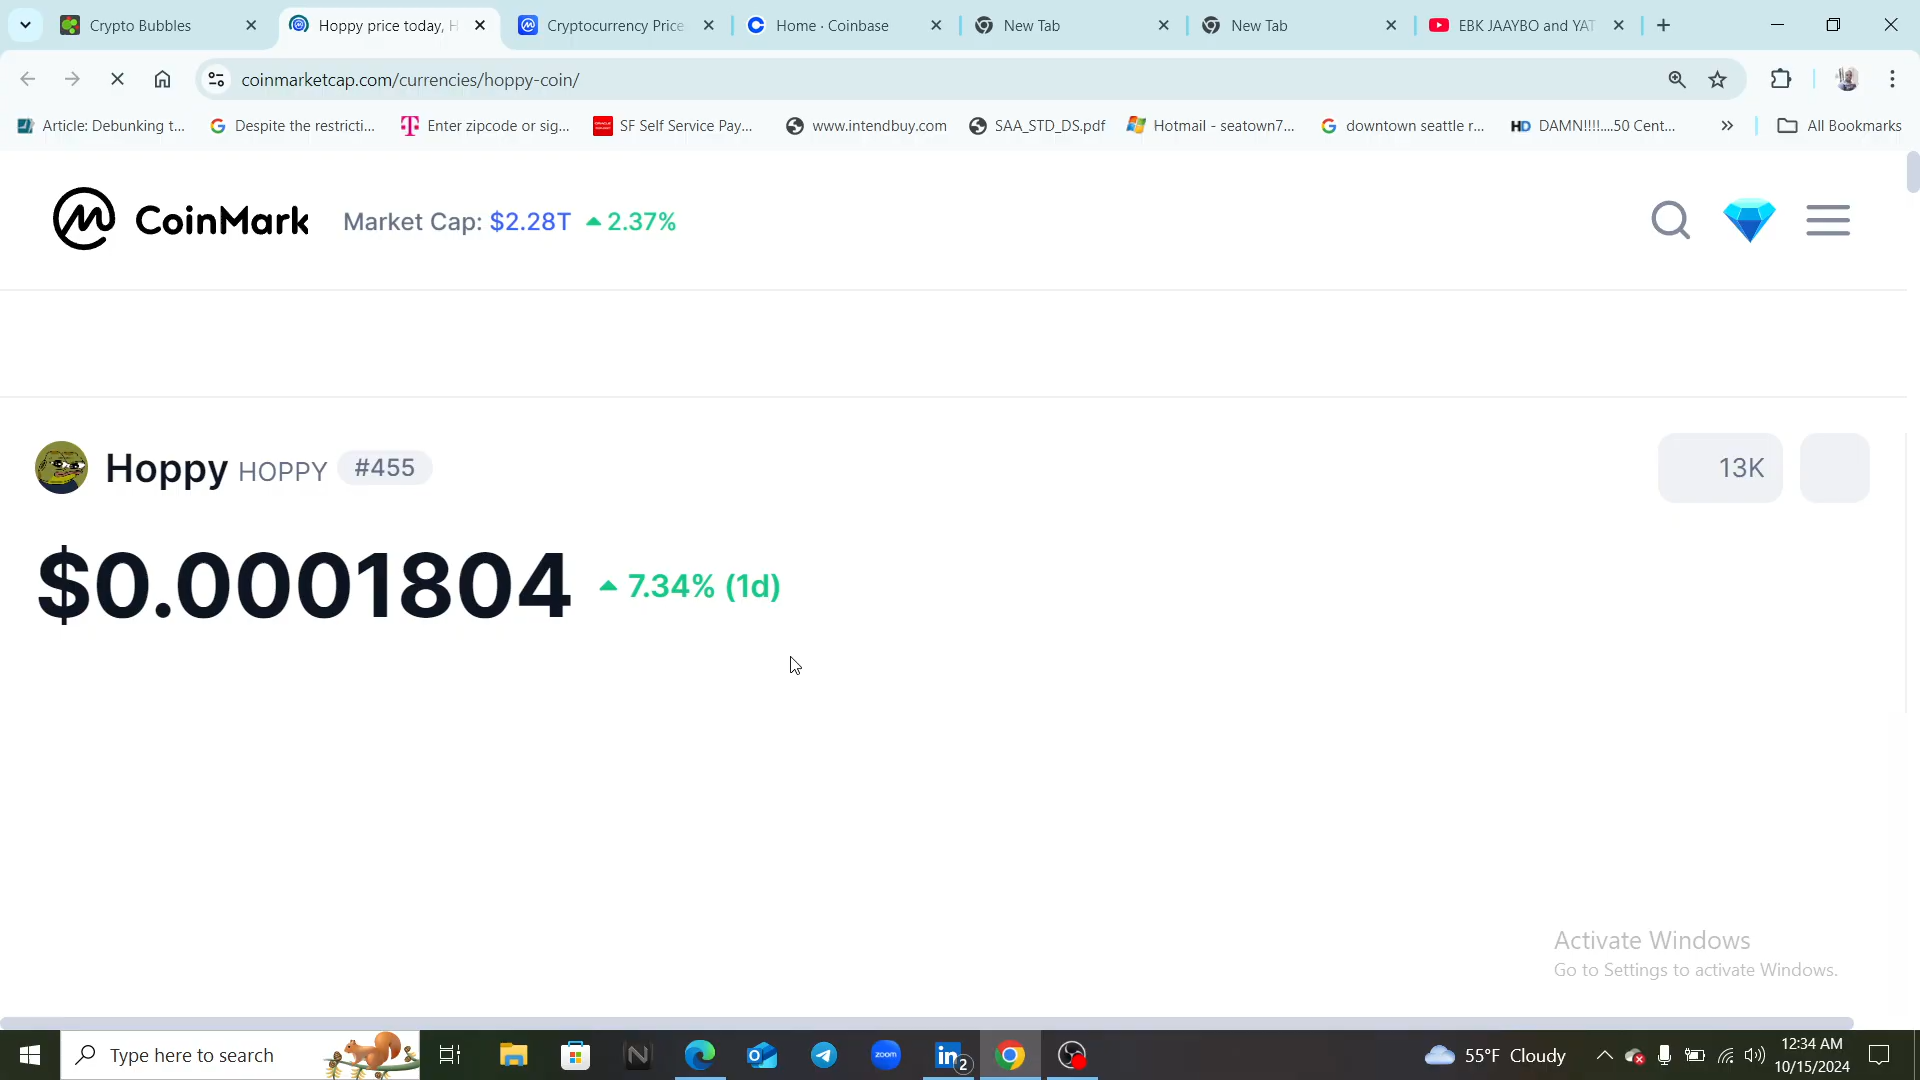 Crypto Bubbles
Hoppy price today, H
Cryptocurrency Price
Home · Coinbase
New Tab
New Tab
EBK JAAYBO and YAT
coinmarketcap.com/currencies/hoppy-coin/
Article: Debunking t...
Despite the restricti...
Enter zipcode or sig...
SF Self Service Pay...
www.intendbuy.com
SAA_STD_DS.pdf
Hotmail - seatown7...
downtown seattle r...
HD DAMN!!!!....50 Cent...
All Bookmarks
CoinMark
Market Cap: $2.28T 2.37%
Hoppy HOPPY #455
13K
$0.0001804 7.34% (1d)
Activate Windows
Go to Settings to activate Windows.
Type here to search
zoom
in 2
55°F Cloudy
12:34 AM
10/15/2024